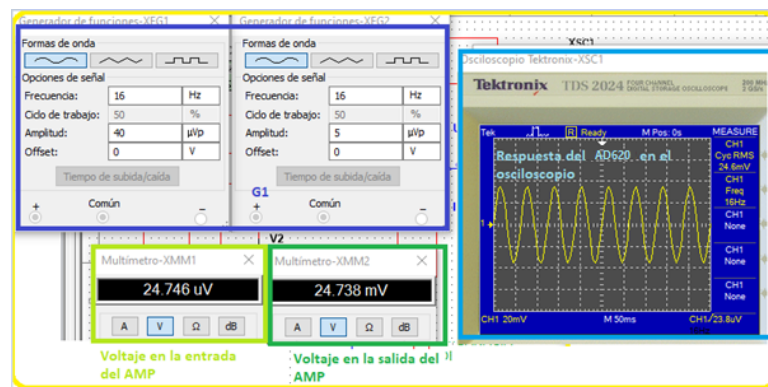 Generador de funciones-XFG1
Generador de funciones-XFG2
Formas de onda
Formas de onda
Opciones de señal
Opciones de señal
Frecuencia: 16 Hz
Frecuencia: 16 Hz
Ciclo de trabajo: 50 %
Ciclo de trabajo: 50 %
Amplitud: 40 µVp
Amplitud: 5 µVp
Offset: 0 V
Offset: 0 V
Tiempo de subida/caída
Tiempo de subida/caída
G1
+ Común −
+ Común −
XSC1
Osciloscopio Tektronix-XSC1
Tektronix TDS 2024 FOUR CHANNEL DIGITAL STORAGE OSCILLOSCOPE 200 MHz 2 GS/s
Tek R Ready M Pos: 0s MEASURE
Respuesta del AD620 en el
osciloscopio
CH1
Cyc RMS
24.6mV
CH1
Freq
16Hz
CH1
None
CH1
None
CH1
None
1
CH1 20mV M 50ms CH1/23.8uV
16Hz
V2
Multímetro-XMM1
Multímetro-XMM2
24.746 uV
24.738 mV
A V Ω dB
A V Ω dB
Voltaje en la entrada
del AMP
Voltaje en la salida del
AMP